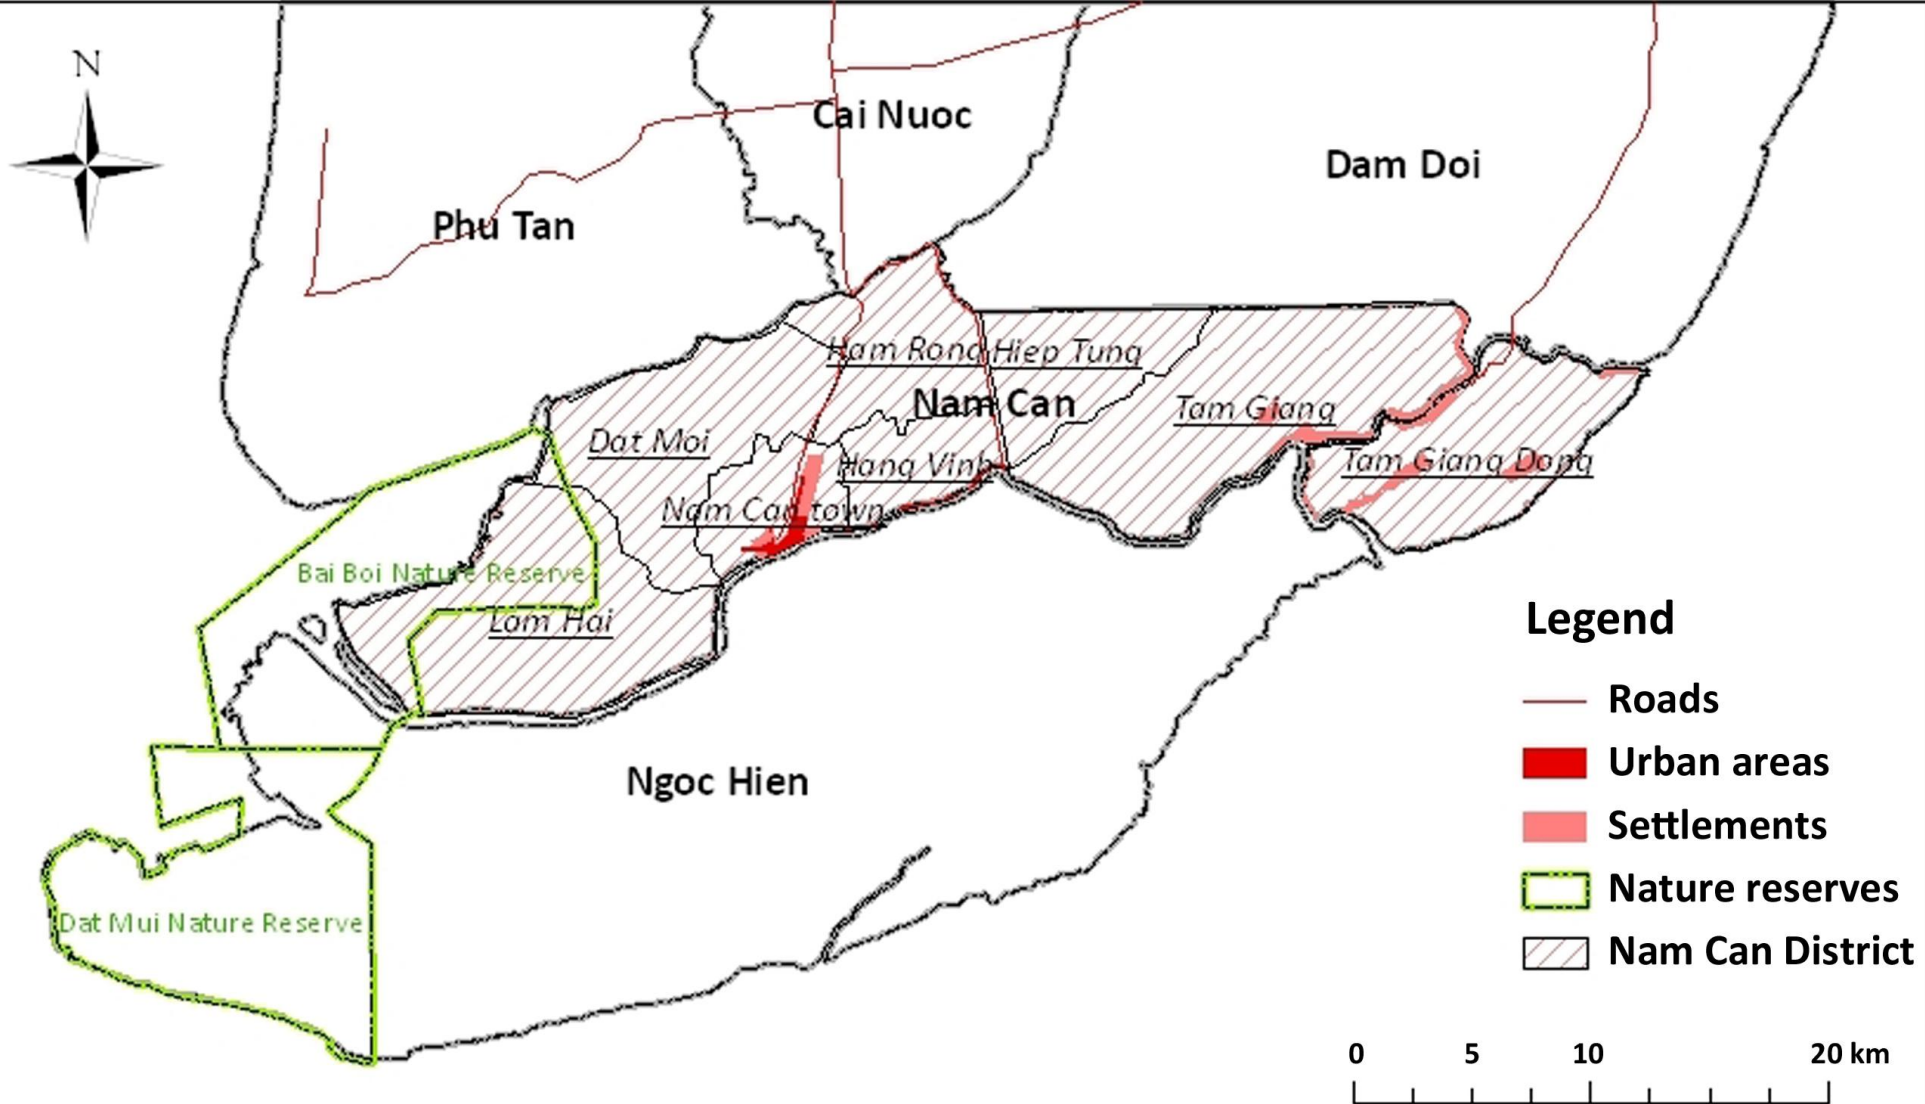 N
Cai Nuoc
Dam Doi
Phu Tan
Ham Rong
Hiep Tung
Nam Can
Tam Giang
Dat Moi
Hang Vinh
Tam Giang Dong
Nam Can town
Bai Boi Nature Reserve
Lam Hai
Ngoc Hien
Dat Mui Nature Reserve
Legend
Roads
Urban areas
Settlements
Nature reserves
Nam Can District
0 5 10 20 km